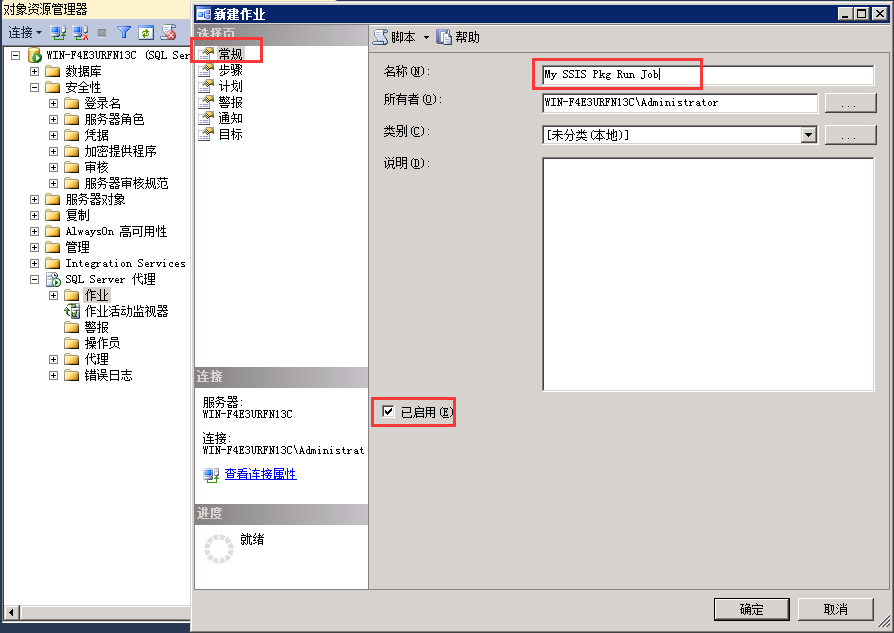 对象资源管理器
连接
WIN-F4E3URFN13C (SQL Ser
数据库
安全性
登录名
服务器角色
凭据
加密提供程序
审核
服务器审核规范
服务器对象
复制
AlwaysOn 高可用性
管理
Integration Services
SQL Server 代理
作业
作业活动监视器
警报
操作员
代理
错误日志
新建作业
选择页
常规
步骤
计划
警报
通知
目标
连接
服务器:
WIN-F4E3URFN13C
连接:
WIN-F4E3URFN13C\Administrat
查看连接属性
进度
就绪
脚本
帮助
名称(N):
My SSIS Pkg Run Job
所有者(O):
WIN-F4E3URFN13C\Administrator
...
类别(C):
[未分类(本地)]
...
说明(D):
已启用(E)
确定
取消